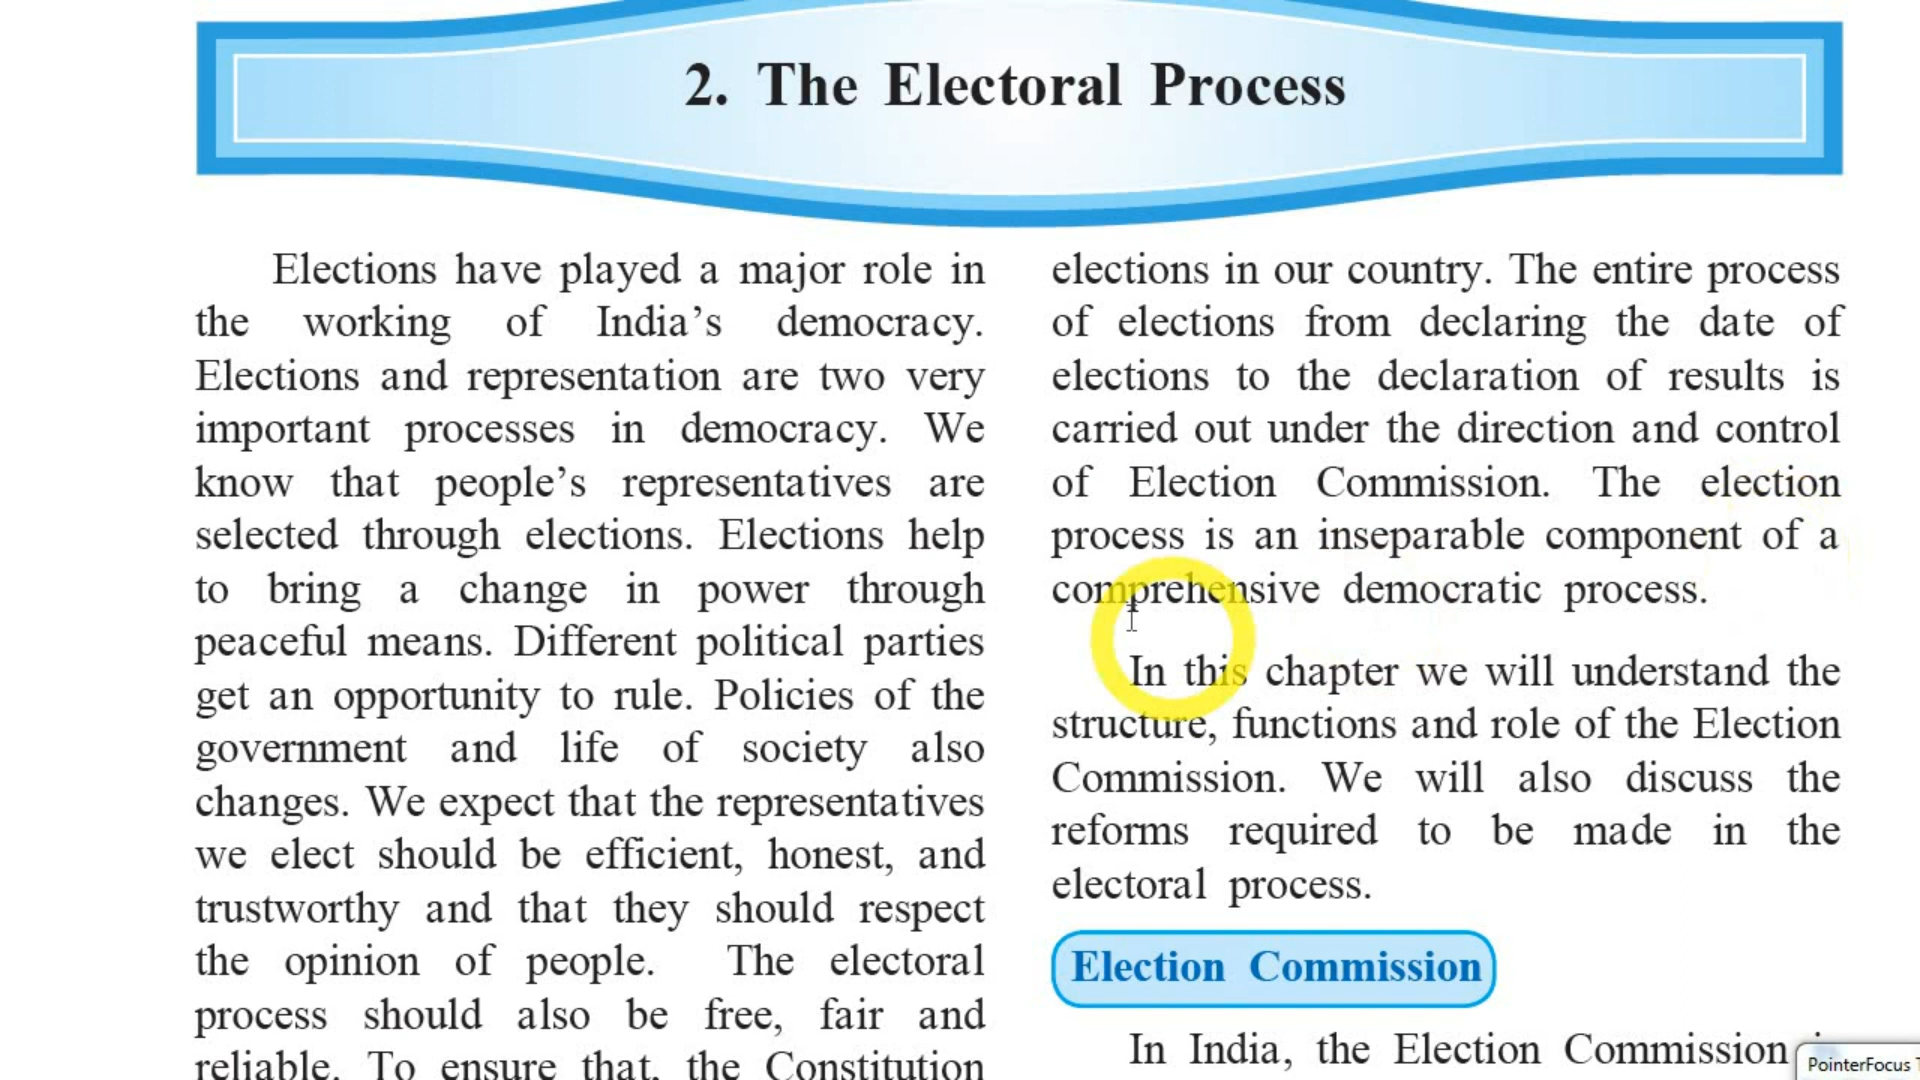 2. The Electoral Process
Elections have played a major role in
the working of India’s democracy.
Elections and representation are two very
important processes in democracy. We
know that people’s representatives are
selected through elections. Elections help
to bring a change in power through
peaceful means. Different political parties
get an opportunity to rule. Policies of the
government and life of society also
changes. We expect that the representatives
we elect should be efficient, honest, and
trustworthy and that they should respect
the opinion of people. The electoral
process should also be free, fair and
reliable. To ensure that, the Constitution
elections in our country. The entire process
of elections from declaring the date of
elections to the declaration of results is
carried out under the direction and control
of Election Commission. The election
process is an inseparable component of a
comprehensive democratic process.
In this chapter we will understand the
structure, functions and role of the Election
Commission. We will also discuss the
reforms required to be made in the
electoral process.
Election Commission
In India, the Election Commission
PointerFocus T